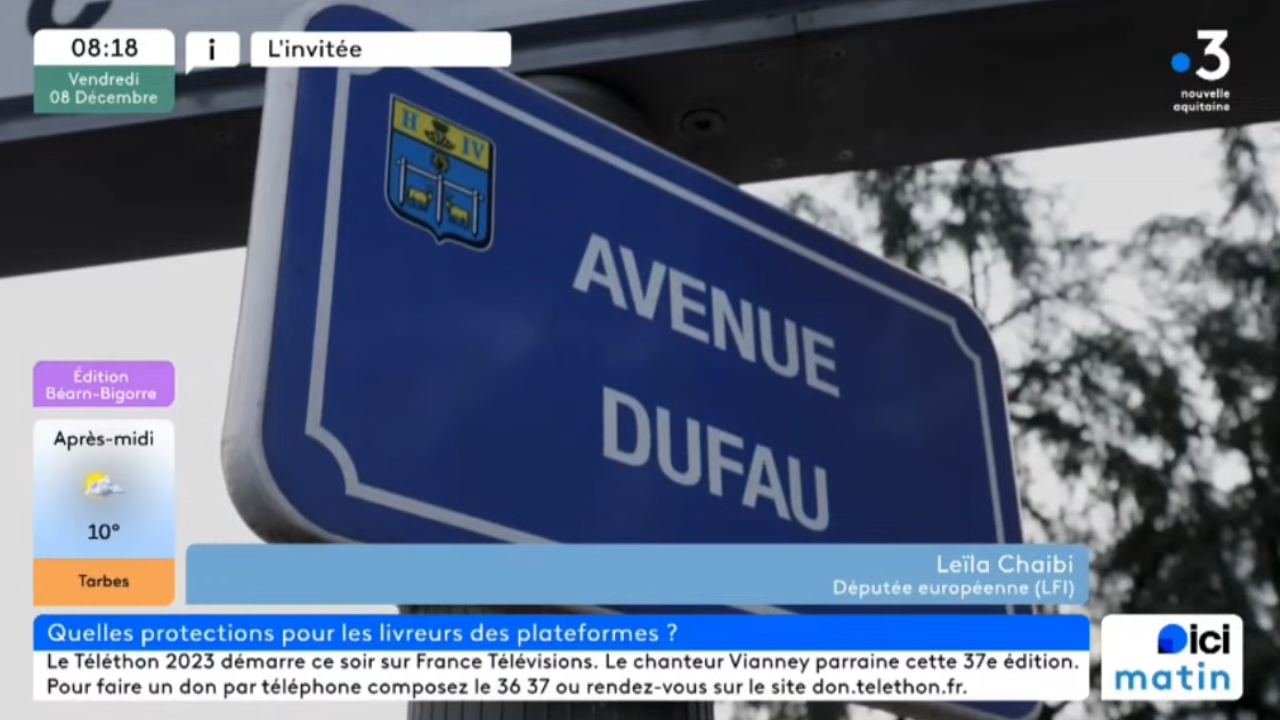 08:18
Vendredi
08 Décembre
i
L'invitée
3
nouvelle
aquitaine
H IV
AVENUE
DUFAU
Édition
Béarn-Bigorre
Après-midi
10°
Tarbes
Leïla Chaibi
Députée européenne (LFI)
Quelles protections pour les livreurs des plateformes ?
Le Téléthon 2023 démarre ce soir sur France Télévisions. Le chanteur Vianney parraine cette 37e édition.
Pour faire un don par téléphone composez le 36 37 ou rendez-vous sur le site don.telethon.fr.
ici
matin